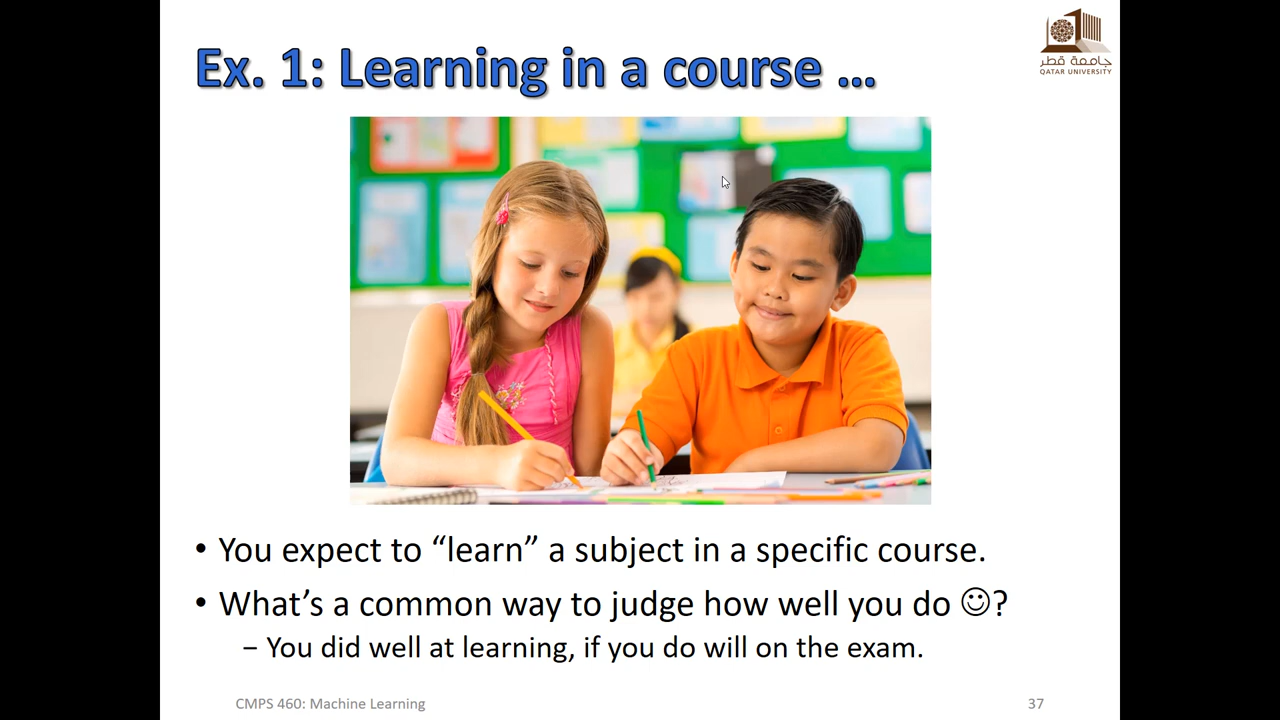 Ex. 1: Learning in a course …
جامعة قطر
QATAR UNIVERSITY
• You expect to “learn” a subject in a specific course.
• What’s a common way to judge how well you do ☺?
– You did well at learning, if you do will on the exam.
CMPS 460: Machine Learning
37